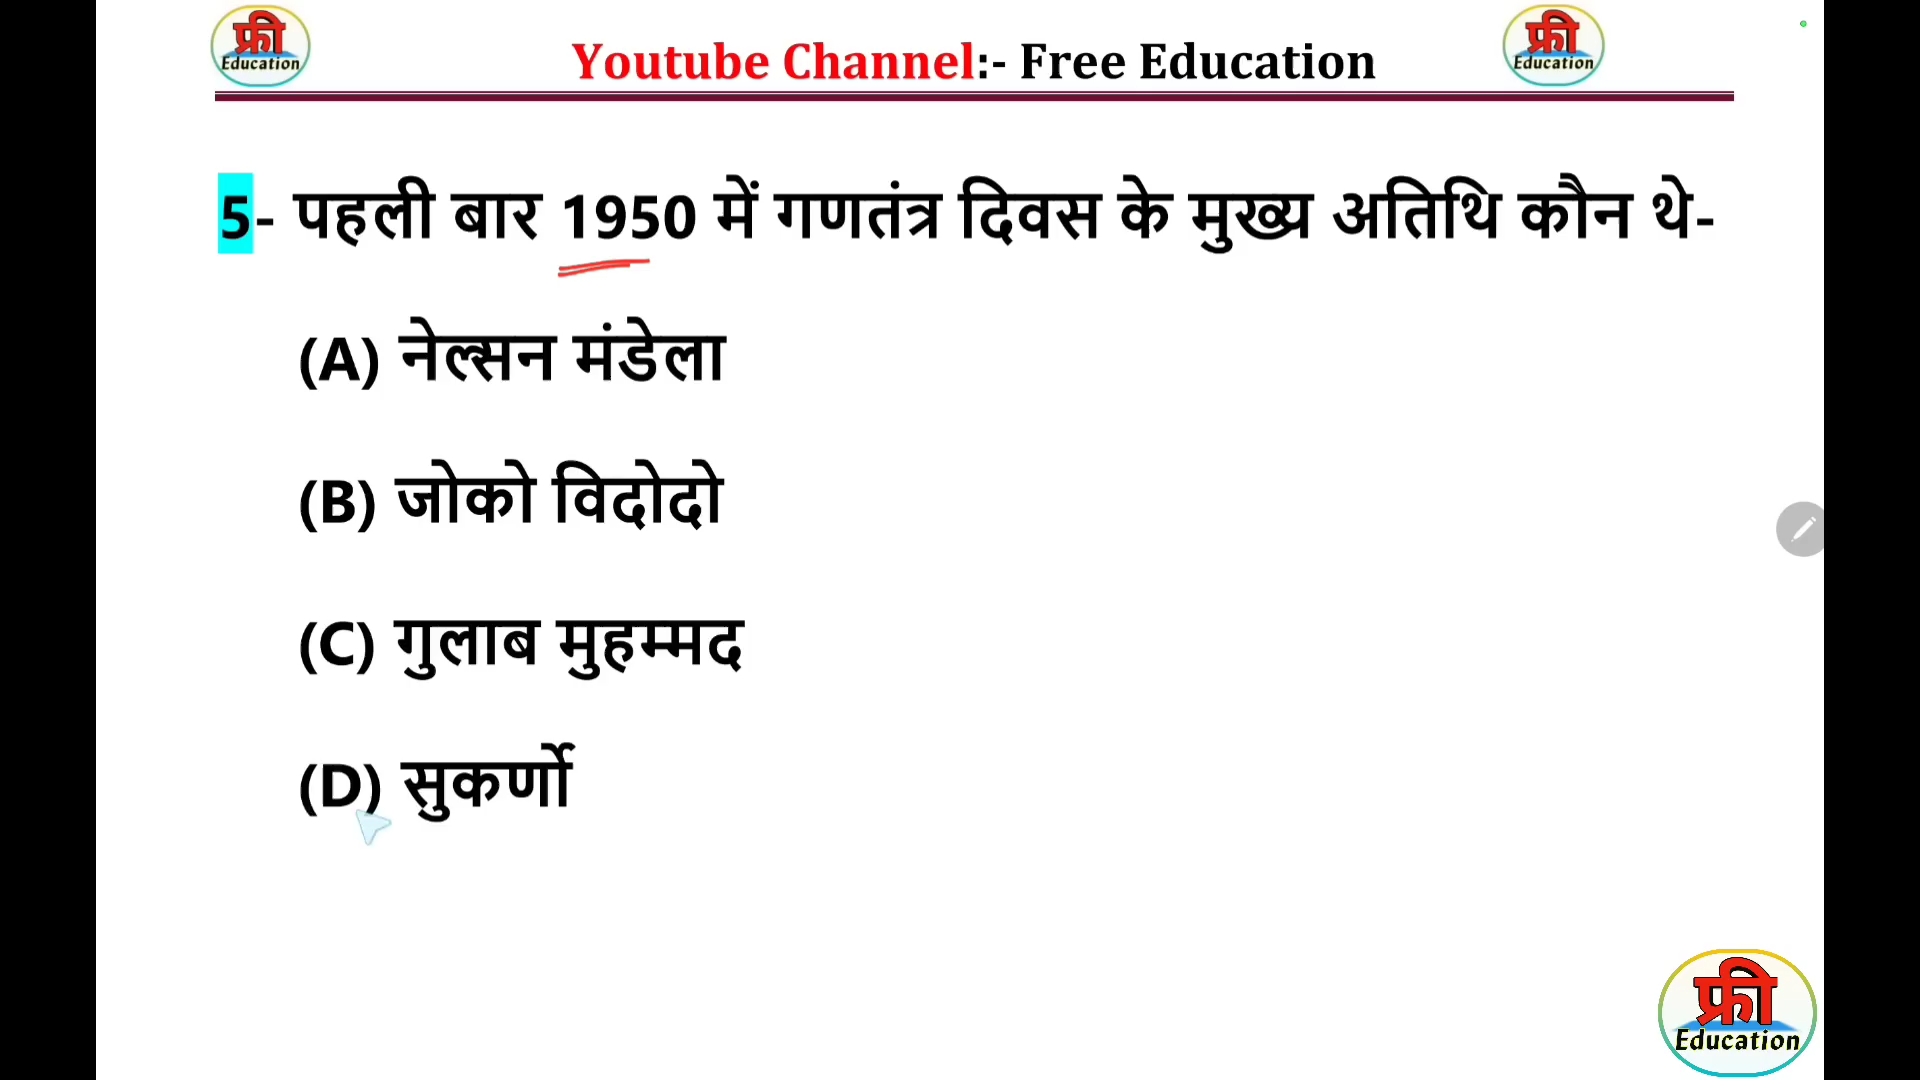 फ्री
Education
Youtube Channel:- Free Education
फ्री
Education
5- पहली बार 1950 में गणतंत्र दिवस के मुख्य अतिथि कौन थे-
(A) नेल्सन मंडेला
(B) जोको विदोदो
(C) गुलाब मुहम्मद
(D) सुकर्णो
फ्री
Education